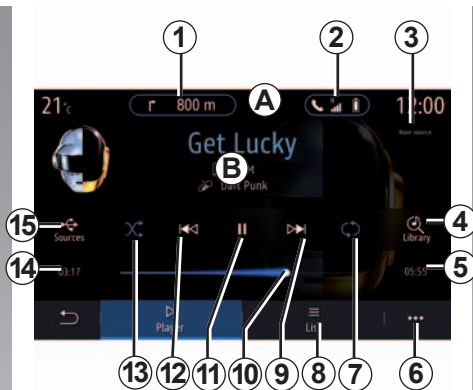 1 2 3
21°c 800 m A 12:00
Get Lucky
B
Daft Punk
15 4
Sources Library
14 03:17 05:59 5
Player List
13 12 11 10 9 8 7 6